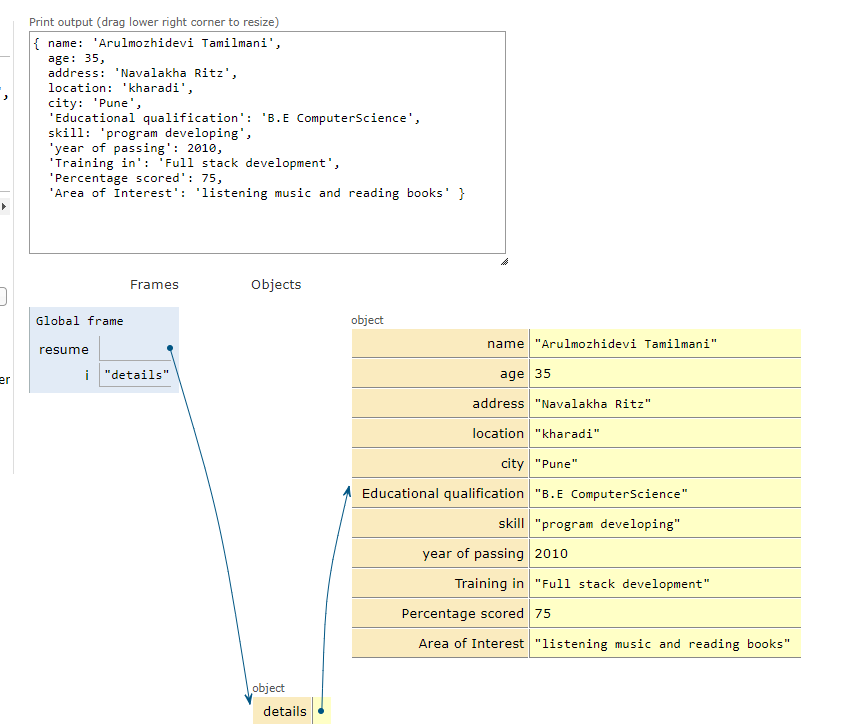 Print output (drag lower right corner to resize)
{ name: 'Arulmozhidevi Tamilmani',
  age: 35,
  address: 'Navalakha Ritz',
  location: 'kharadi',
  city: 'Pune',
  'Educational qualification': 'B.E ComputerScience',
  skill: 'program developing',
  'year of passing': 2010,
  'Training in': 'Full stack development',
  'Percentage scored': 75,
  'Area of Interest': 'listening music and reading books' }
',
er
Frames Objects
Global frame
resume
i "details"
object
name "Arulmozhidevi Tamilmani"
age 35
address "Navalakha Ritz"
location "kharadi"
city "Pune"
Educational qualification "B.E ComputerScience"
skill "program developing"
year of passing 2010
Training in "Full stack development"
Percentage scored 75
Area of Interest "listening music and reading books"
object
details